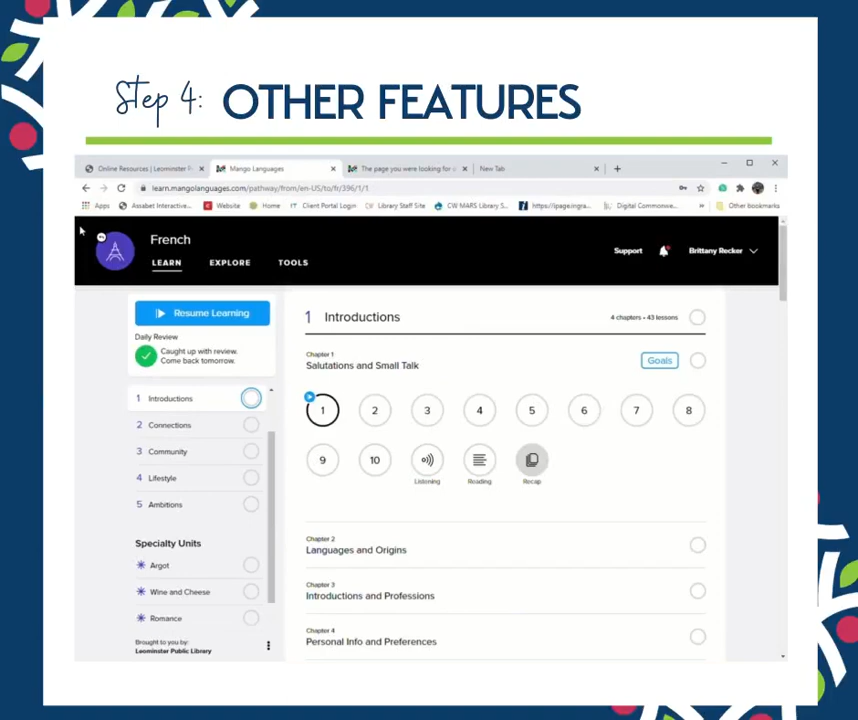 Step 4: OTHER FEATURES
Online Resources | Leominster P
Mango Languages
The page you were looking for
New Tab
learn.mangolanguages.com/pathway/from/en-US/to/fr/396/1/1
Apps
Assabet Interactive...
Website
Home
Client Portal Login
Library Staff Site
CW MARS Library S...
https://ipage.ingra...
Digital Commonwe...
Other bookmarks
French
LEARN
EXPLORE
TOOLS
Support
Brittany Recker
Resume Learning
Daily Review
Caught up with review.
Come back tomorrow.
1 Introductions
2 Connections
3 Community
4 Lifestyle
5 Ambitions
Specialty Units
Argot
Wine and Cheese
Romance
Brought to you by:
Leominster Public Library
1 Introductions
4 chapters • 43 lessons
Chapter 1
Salutations and Small Talk
Goals
1 2 3 4 5 6 7 8
9 10
Listening Reading Recap
Chapter 2
Languages and Origins
Chapter 3
Introductions and Professions
Chapter 4
Personal Info and Preferences